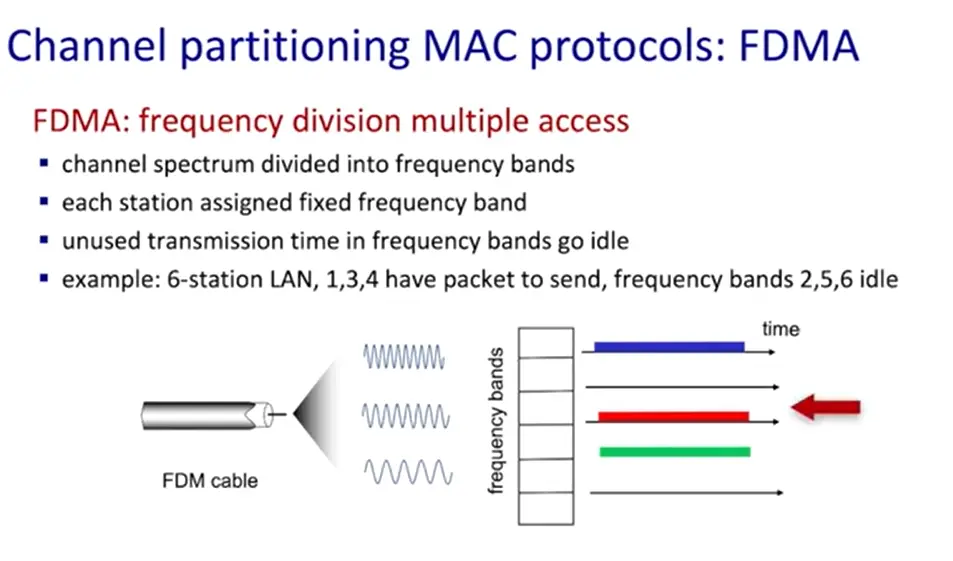 Channel partitioning MAC protocols: FDMA
FDMA: frequency division multiple access
▪ channel spectrum divided into frequency bands
▪ each station assigned fixed frequency band
▪ unused transmission time in frequency bands go idle
▪ example: 6-station LAN, 1,3,4 have packet to send, frequency bands 2,5,6 idle
FDM cable
frequency bands
time